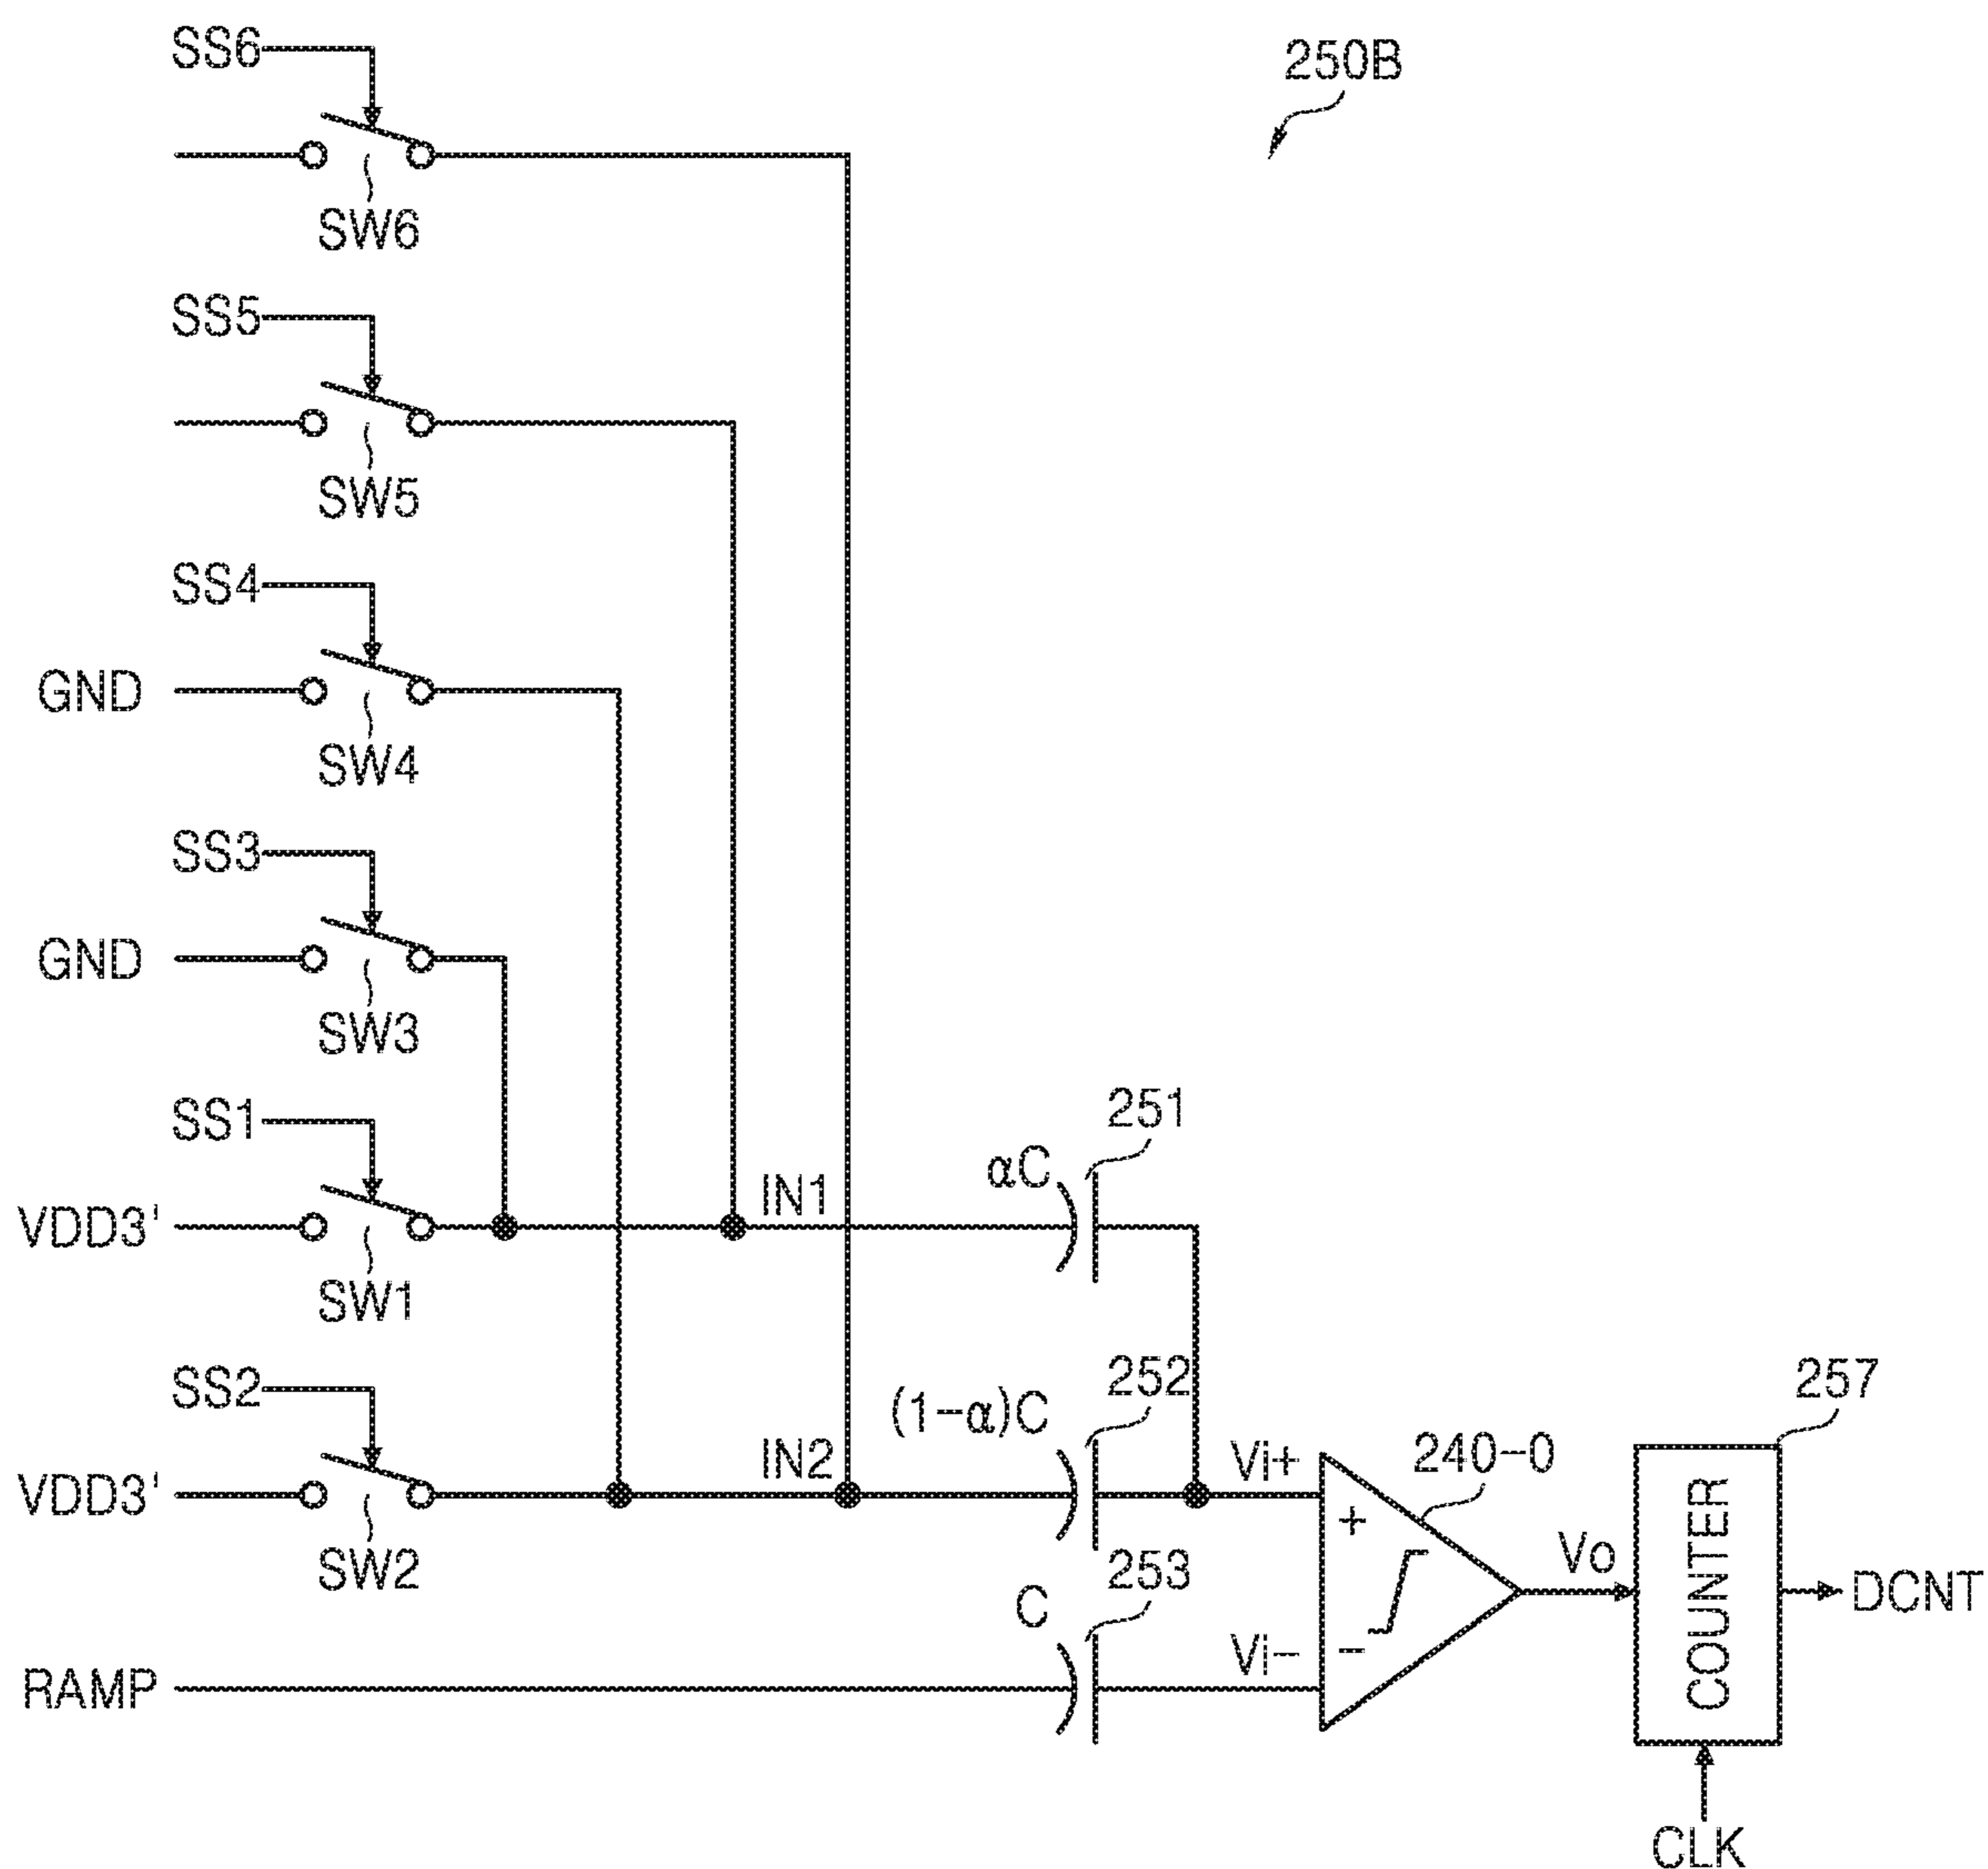 SS6
250B
SW6
SS5
SW5
SS4
GND
SW4
SS3
GND
SW3
SS1
251
αC
IN1
VDD3'
SW1
SS2
252
(1-α)C
257
IN2
Vi+
240-0
VDD3'
+
SW2
253
Vo
COUNTER
DCNT
C
Vi-
-
RAMP
CLK